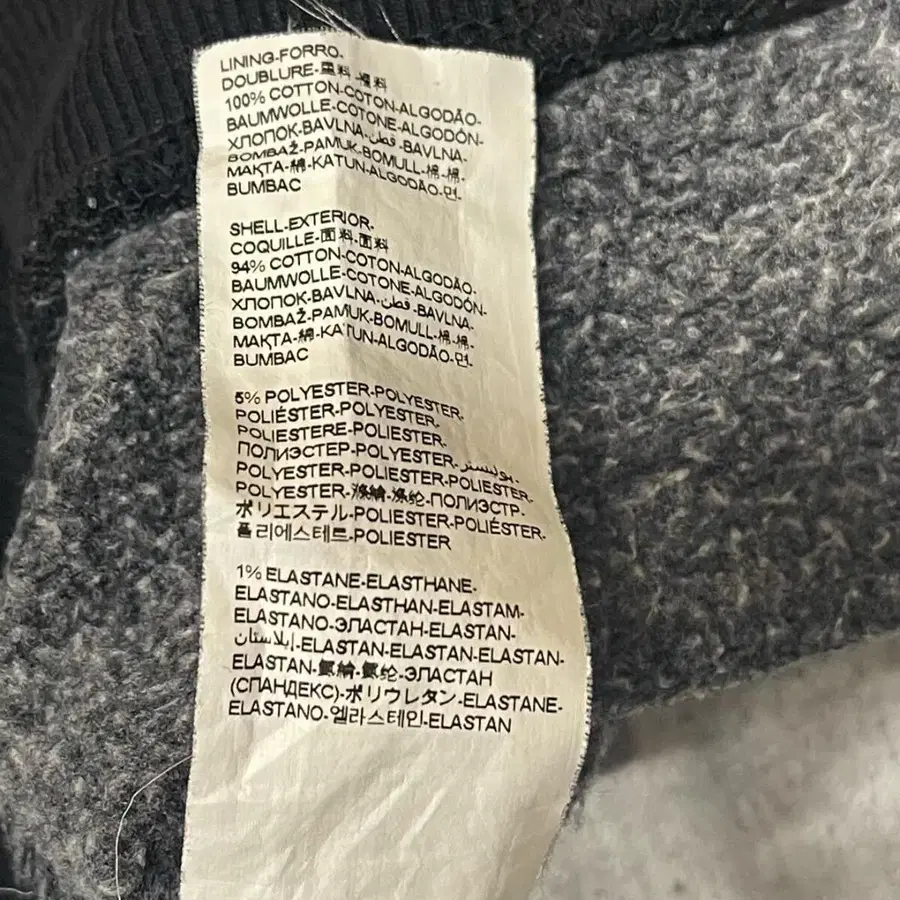 LINING-FORRO-
DOUBLURE-里料-裡料
100% COTTON-COTON-ALGODÃO-
BAUMWOLLE-COTONE-ALGODÓN-
ХЛОПОК-BAVLNA-قطن-BAVLNA-
BOMBAŽ-PAMUK-BOMULL-棉-棉-
МАҚТА-綿-KATUN-ALGODÃO-면-
BUMBAC
SHELL-EXTERIOR-
COQUILLE-面料-面料
94% COTTON-COTON-ALGODÃO-
BAUMWOLLE-COTONE-ALGODÓN-
ХЛОПОК-BAVLNA-قطن-BAVLNA-
BOMBAŽ-PAMUK-BOMULL-棉-棉-
МАҚТА-綿-KATUN-ALGODÃO-면-
BUMBAC
5% POLYESTER-POLYESTER-
POLIÉSTER-POLYESTER-
POLIESTERE-POLIESTER-
ПОЛИЭСТЕР-POLYESTER-بوليستر-
POLYESTER-POLIESTER-POLIESTER-
POLYESTER-滌綸-涤纶-ПОЛИЭСТР-
ポリエステル-POLIESTER-POLIÉSTER-
폴리에스테르-POLIESTER
1% ELASTANE-ELASTHANE-
ELASTANO-ELASTHAN-ELASTAM-
ELASTANO-ЭЛАСТАН-ELASTAN-
إيلاستان-ELASTAN-ELASTAN-ELASTAN-
ELASTAN-氨綸-氨纶-ЭЛАСТАН
(СПАНДЕКС)-ポリウレタン-ELASTANE-
ELASTANO-엘라스테인-ELASTAN